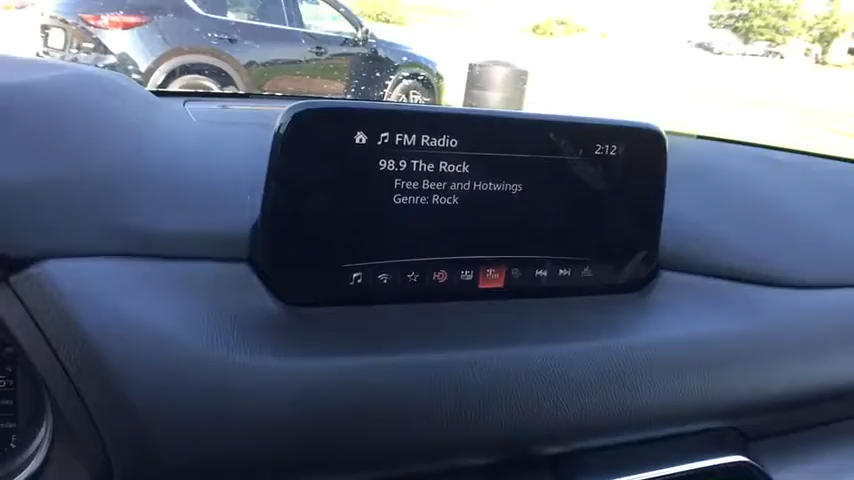 FM Radio
2:12
98.9 The Rock
Free Beer and Hotwings
Genre: Rock